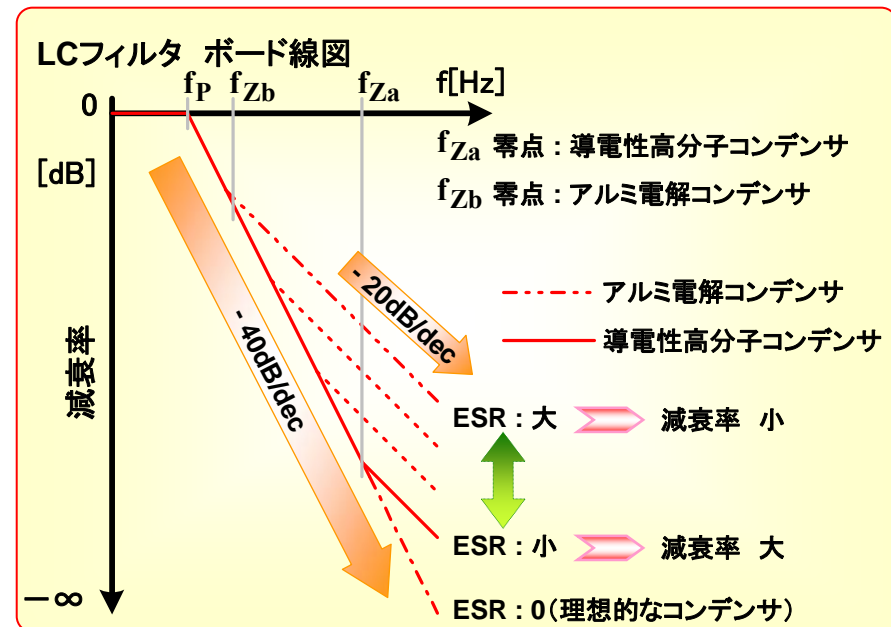 LCフィルタ ボード線図
fP fZb fZa f[Hz]
0
[dB]
fZa 零点：導電性高分子コンデンサ
fZb 零点：アルミ電解コンデンサ
- 20dB/dec
- 40dB/dec
アルミ電解コンデンサ
導電性高分子コンデンサ
減衰率
ESR：大 減衰率 小
ESR：小 減衰率 大
－∞
ESR：0（理想的なコンデンサ）